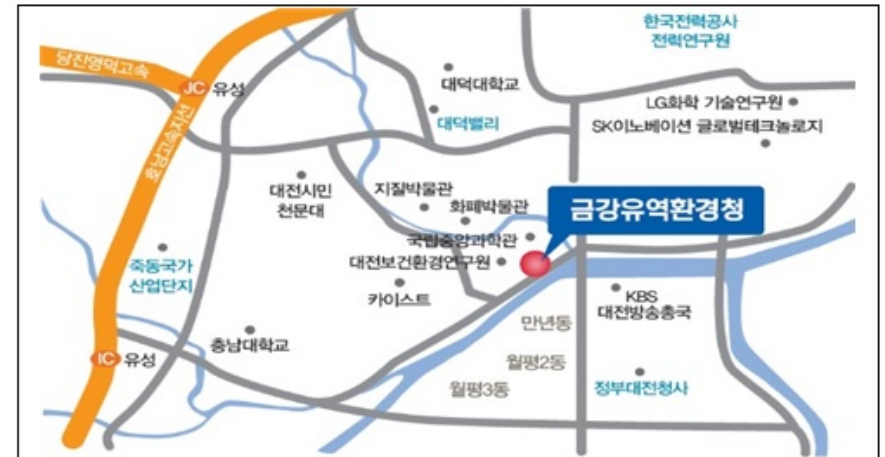 한국전력공사
전력연구원
당진영덕고속
JC 유성
대덕대학교
LG화학 기술연구원
대덕밸리
SK이노베이션 글로벌테크놀로지
호남고속지선
대전시민
천문대
지질박물관
화폐박물관
금강유역환경청
국립중앙과학관
대전보건환경연구원
죽동국가
산업단지
카이스트
KBS
대전방송총국
만년동
충남대학교
IC 유성
월평2동
월평3동
정부대전청사